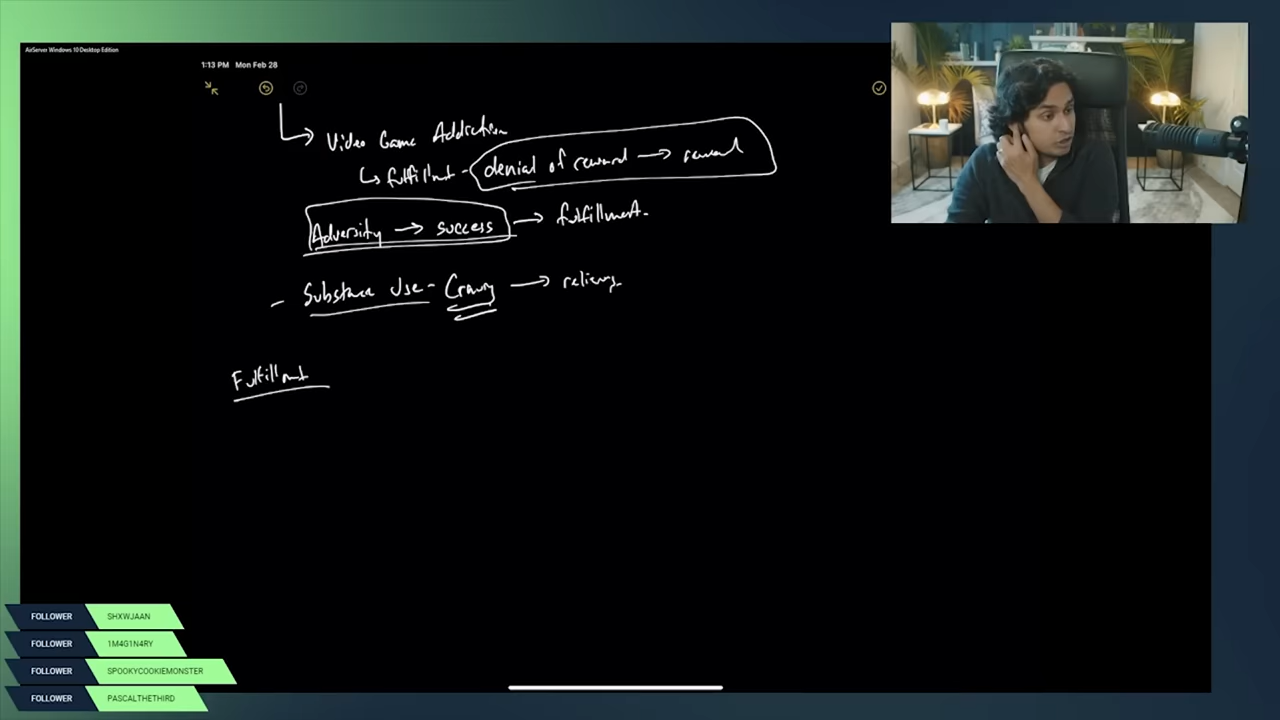 AirServer Windows 10 Desktop Edition
1:13 PM Mon Feb 28
Video Game Addiction
fulfillment - denial of reward → reward
Adversity → success → fulfillment.
- Substance Use - Craving → relieving.
Fulfillment
FOLLOWER SHXWJAAN
FOLLOWER 1M4G1N4RY
FOLLOWER SPOOKYCOOKIEMONSTER
FOLLOWER PASCALTHETHIRD